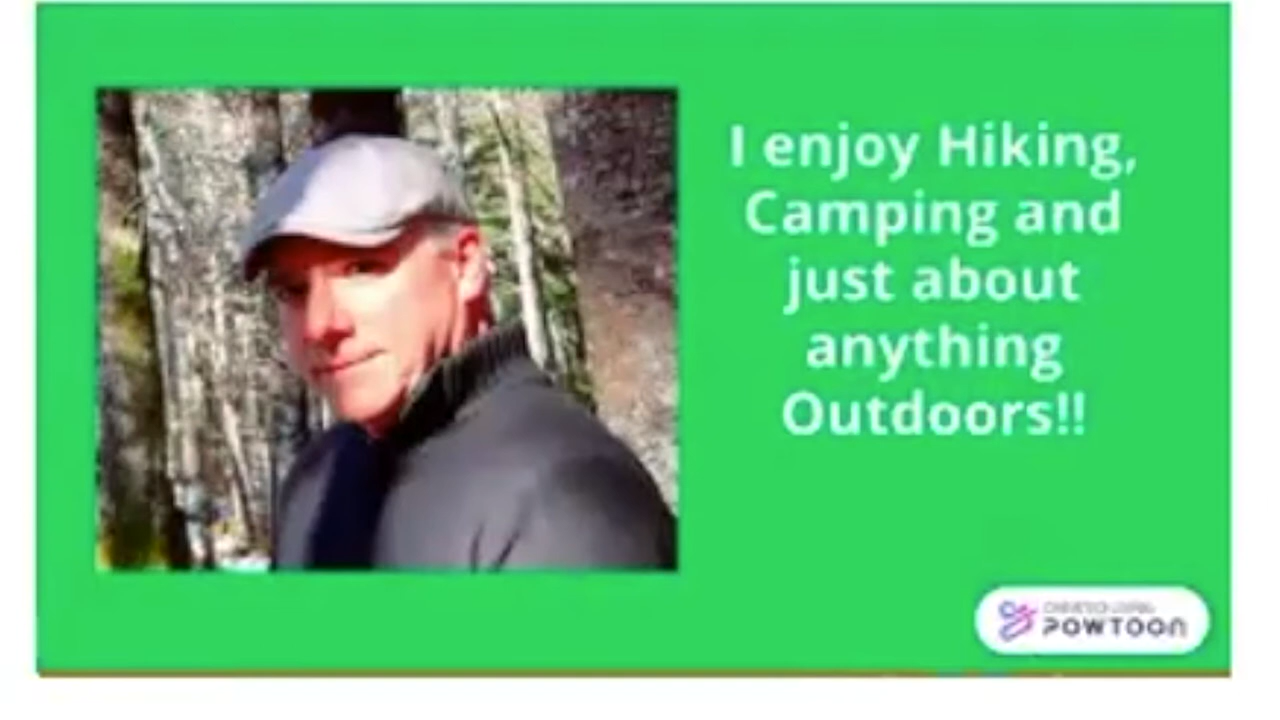 I enjoy Hiking,
Camping and
just about
anything
Outdoors!!
POWTOON